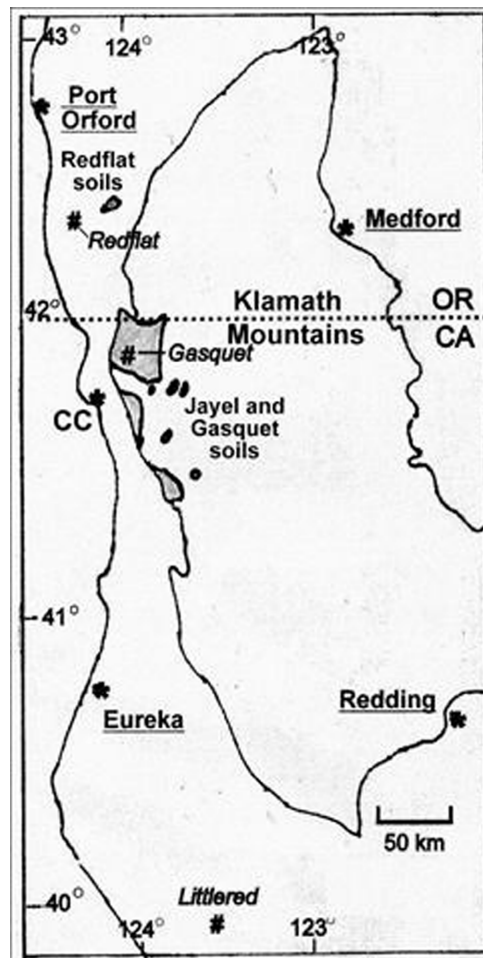 43°
124°
123°
* Port
Orford
Redflat
soils
#
Redflat
* Medford
42°
Klamath
OR
Mountains
CA
#
Gasquet
*
CC
Jayel and
Gasquet
soils
41°
*
Eureka
Redding
*
50 km
40°
Littlered
#
124°
123°